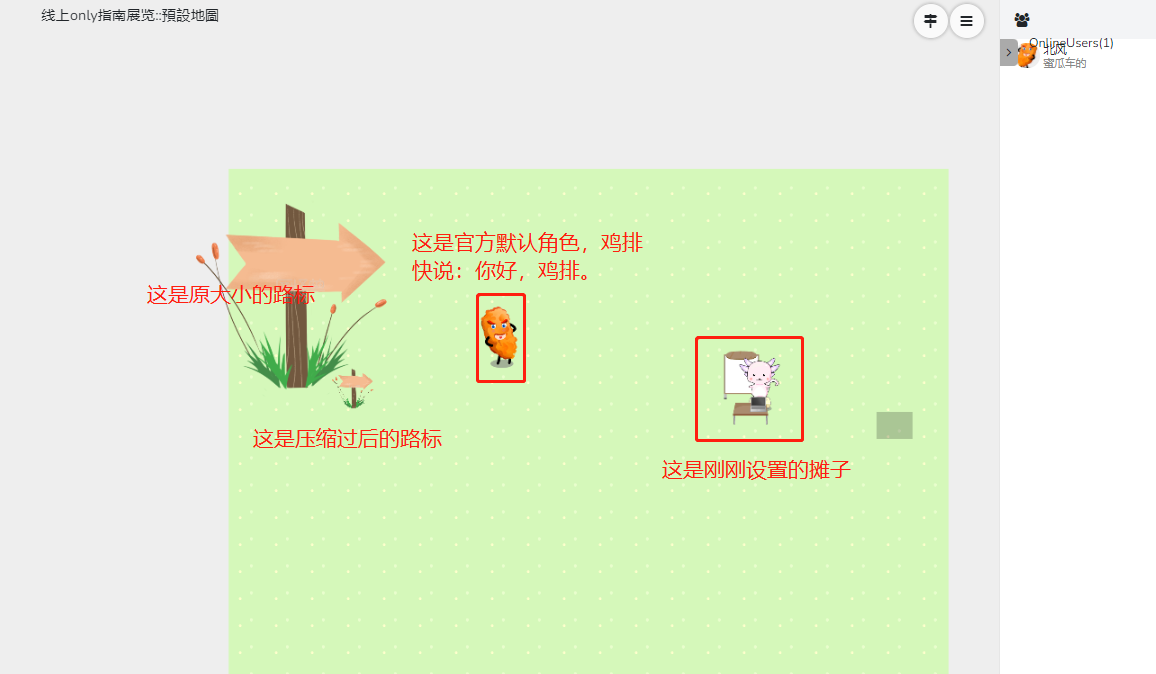 线上only指南展览::預設地圖
OnlineUsers(1)
北风
蜜瓜车的
这是官方默认角色，鸡排
快说：你好，鸡排。
这是原大小的路标
这是压缩过后的路标
这是刚刚设置的摊子